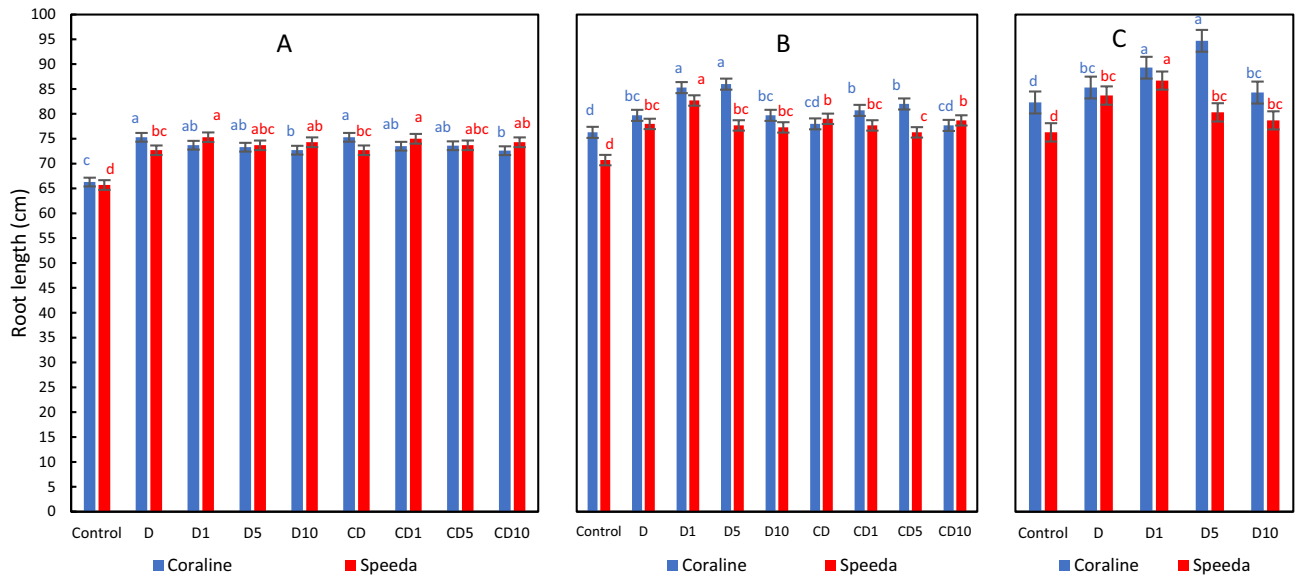 Root length (cm)
100
95
90
85
80
75
70
65
60
55
50
45
40
35
30
25
20
15
10
5
0
A
c d a bc ab a ab abc b ab a bc ab a ab abc b ab
Control D D1 D5 D10 CD CD1 CD5 CD10
Coraline Speeda
B
d d bc bc a a a bc bc bc cd b b bc b c cd b
Control D D1 D5 D10 CD CD1 CD5 CD10
Coraline Speeda
C
d d bc bc a a a bc bc bc
Control D D1 D5 D10
Coraline Speeda